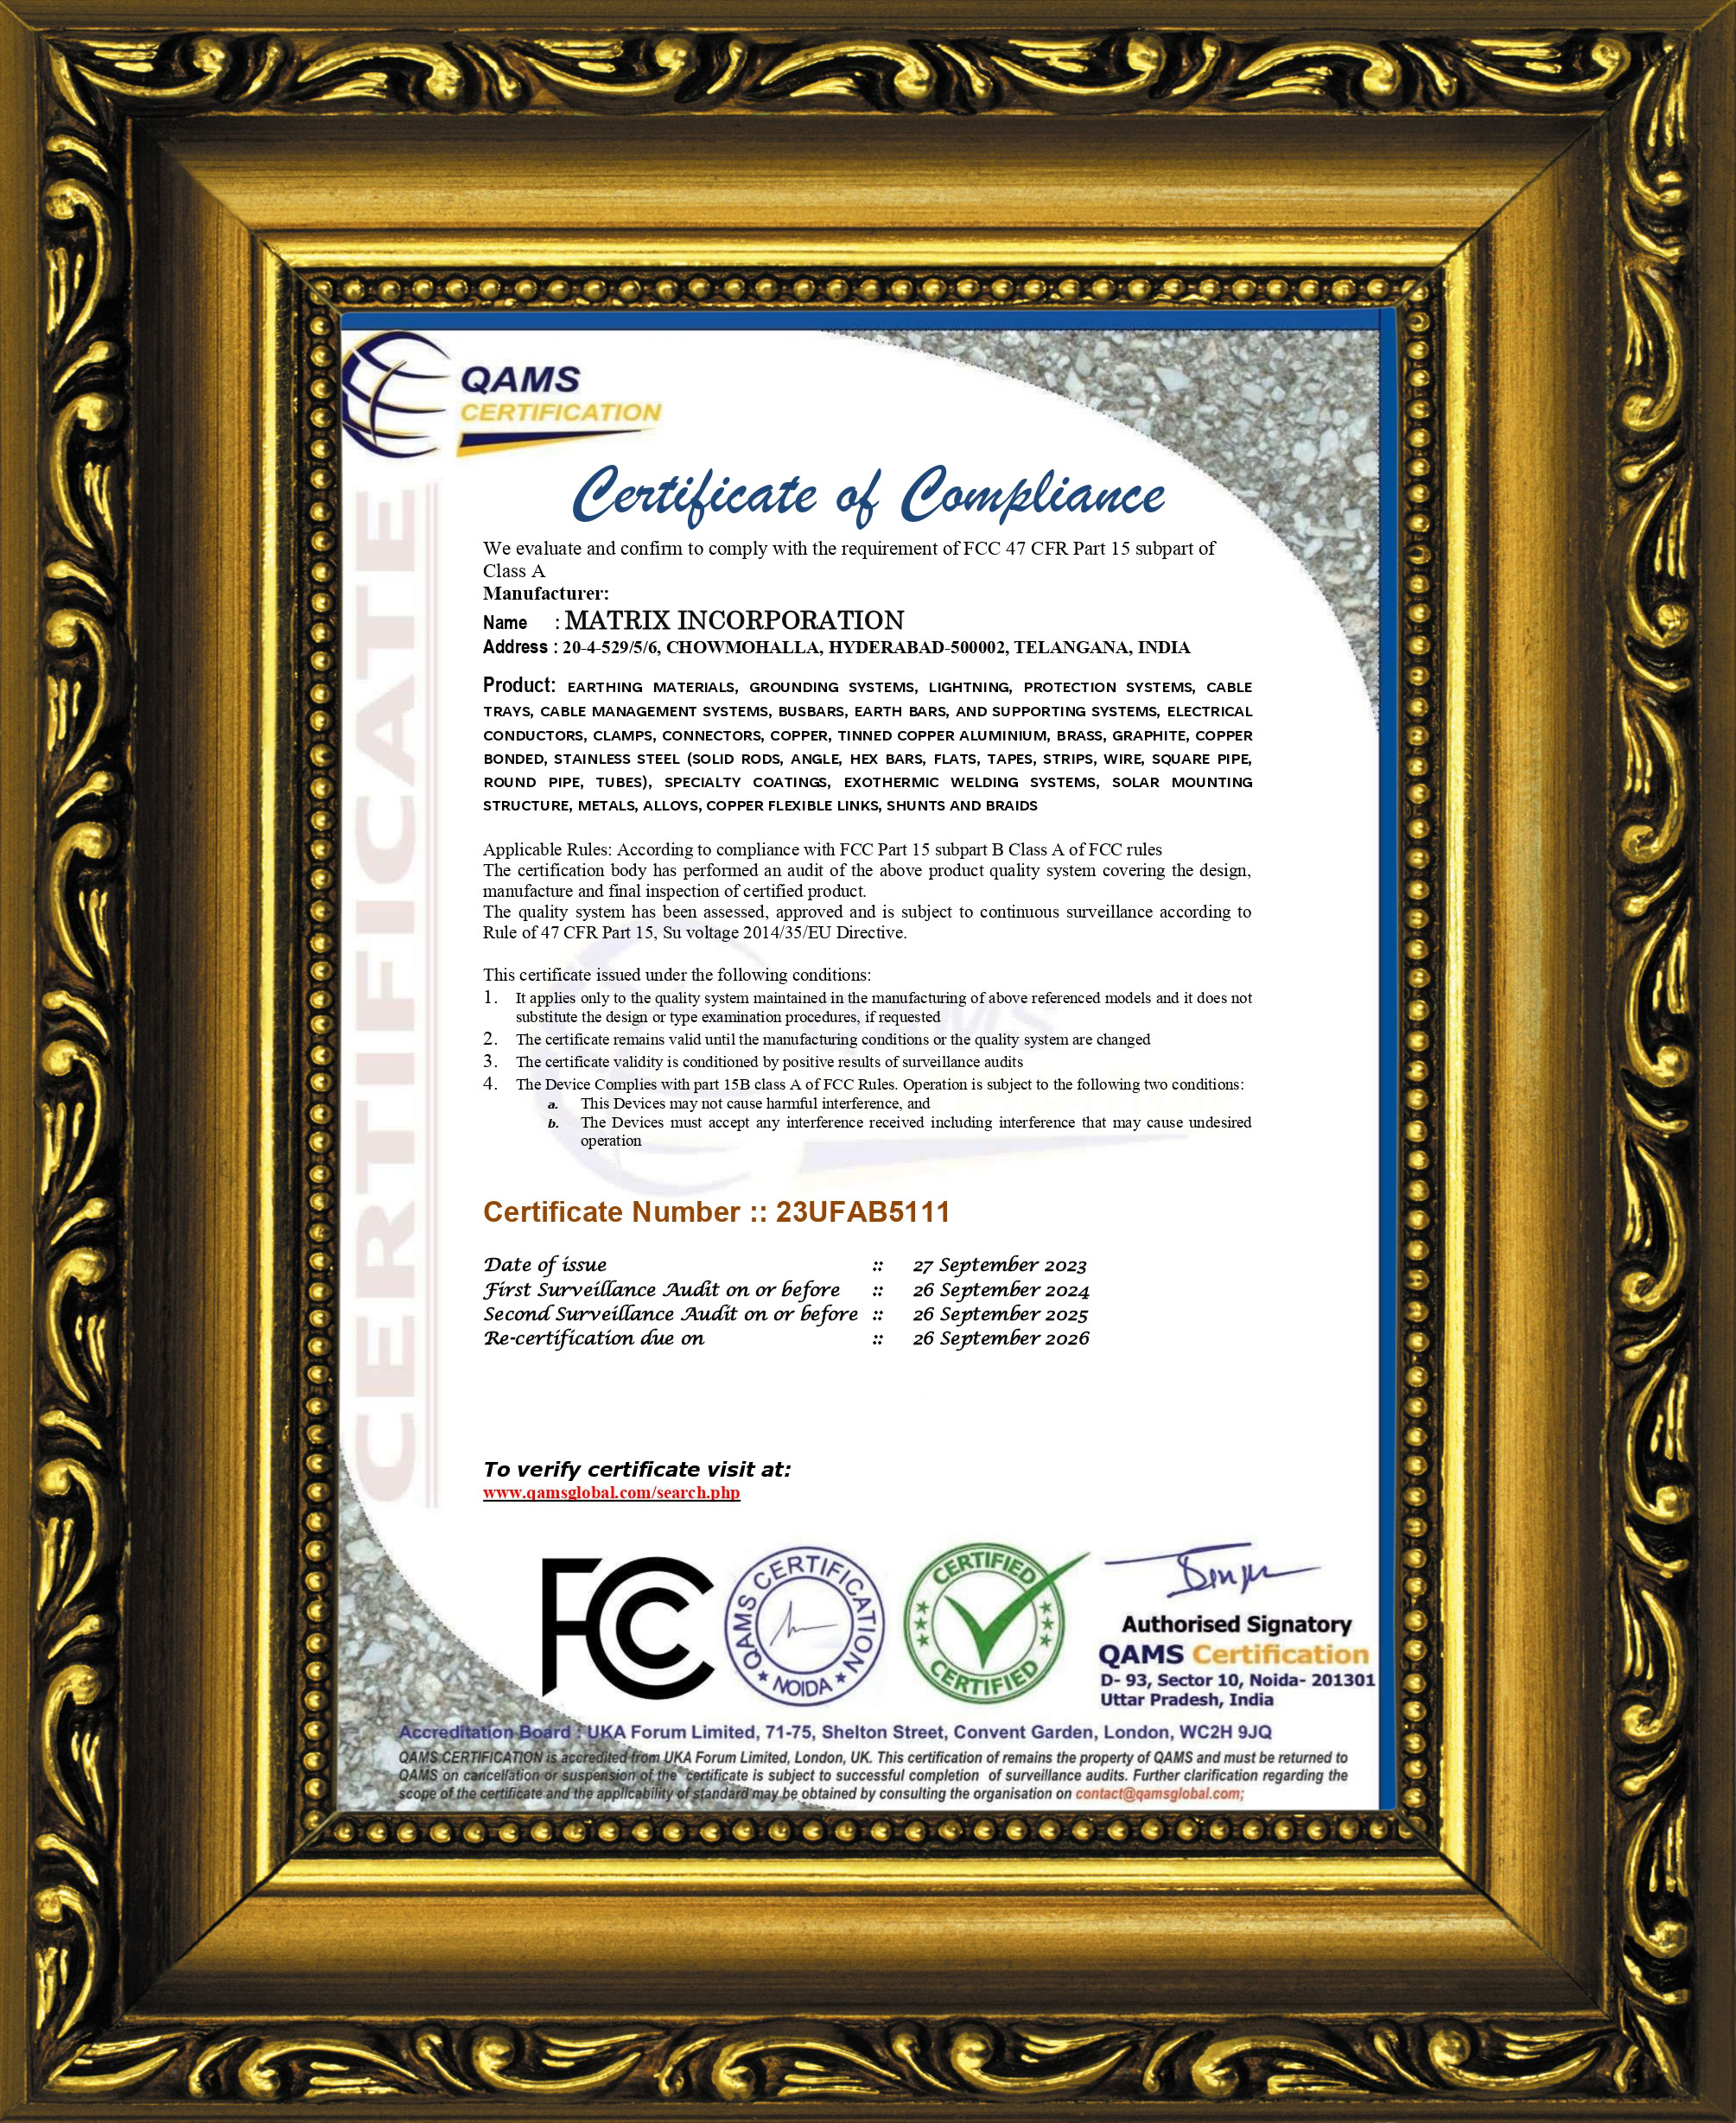 QAMS
CERTIFICATION
CERTIFICATE
Certificate of Compliance
We evaluate and confirm to comply with the requirement of FCC 47 CFR Part 15 subpart of
Class A
Manufacturer:
Name : MATRIX INCORPORATION
Address : 20-4-529/5/6, CHOWMOHALLA, HYDERABAD-500002, TELANGANA, INDIA
Product: EARTHING MATERIALS, GROUNDING SYSTEMS, LIGHTNING, PROTECTION SYSTEMS, CABLE
TRAYS, CABLE MANAGEMENT SYSTEMS, BUSBARS, EARTH BARS, AND SUPPORTING SYSTEMS, ELECTRICAL
CONDUCTORS, CLAMPS, CONNECTORS, COPPER, TINNED COPPER ALUMINIUM, BRASS, GRAPHITE, COPPER
BONDED, STAINLESS STEEL (SOLID RODS, ANGLE, HEX BARS, FLATS, TAPES, STRIPS, WIRE, SQUARE PIPE,
ROUND PIPE, TUBES), SPECIALTY COATINGS, EXOTHERMIC WELDING SYSTEMS, SOLAR MOUNTING
STRUCTURE, METALS, ALLOYS, COPPER FLEXIBLE LINKS, SHUNTS AND BRAIDS
Applicable Rules: According to compliance with FCC Part 15 subpart B Class A of FCC rules
The certification body has performed an audit of the above product quality system covering the design,
manufacture and final inspection of certified product.
The quality system has been assessed, approved and is subject to continuous surveillance according to
Rule of 47 CFR Part 15, Su voltage 2014/35/EU Directive.
This certificate issued under the following conditions:
1. It applies only to the quality system maintained in the manufacturing of above referenced models and it does not
substitute the design or type examination procedures, if requested
2. The certificate remains valid until the manufacturing conditions or the quality system are changed
3. The certificate validity is conditioned by positive results of surveillance audits
4. The Device Complies with part 15B class A of FCC Rules. Operation is subject to the following two conditions:
a. This Devices may not cause harmful interference, and
b. The Devices must accept any interference received including interference that may cause undesired
operation
Certificate Number :: 23UFAB5111
Date of issue :: 27 September 2023
First Surveillance Audit on or before :: 26 September 2024
Second Surveillance Audit on or before :: 26 September 2025
Re-certification due on :: 26 September 2026
To verify certificate visit at:
www.qamsglobal.com/search.php
FCC
QAMS CERTIFICATION
★ NOIDA ★
CERTIFIED
CERTIFIED
Authorised Signatory
QAMS Certification
D- 93, Sector 10, Noida- 201301
Uttar Pradesh, India
Accreditation Board : UKA Forum Limited, 71-75, Shelton Street, Convent Garden, London, WC2H 9JQ
QAMS CERTIFICATION is accredited from UKA Forum Limited, London, UK. This certification of remains the property of QAMS and must be returned to
QAMS on cancellation or suspension of the certificate is subject to successful completion of surveillance audits. Further clarification regarding the
scope of the certificate and the applicability of standard may be obtained by consulting the organisation on contact@qamsglobal.com;